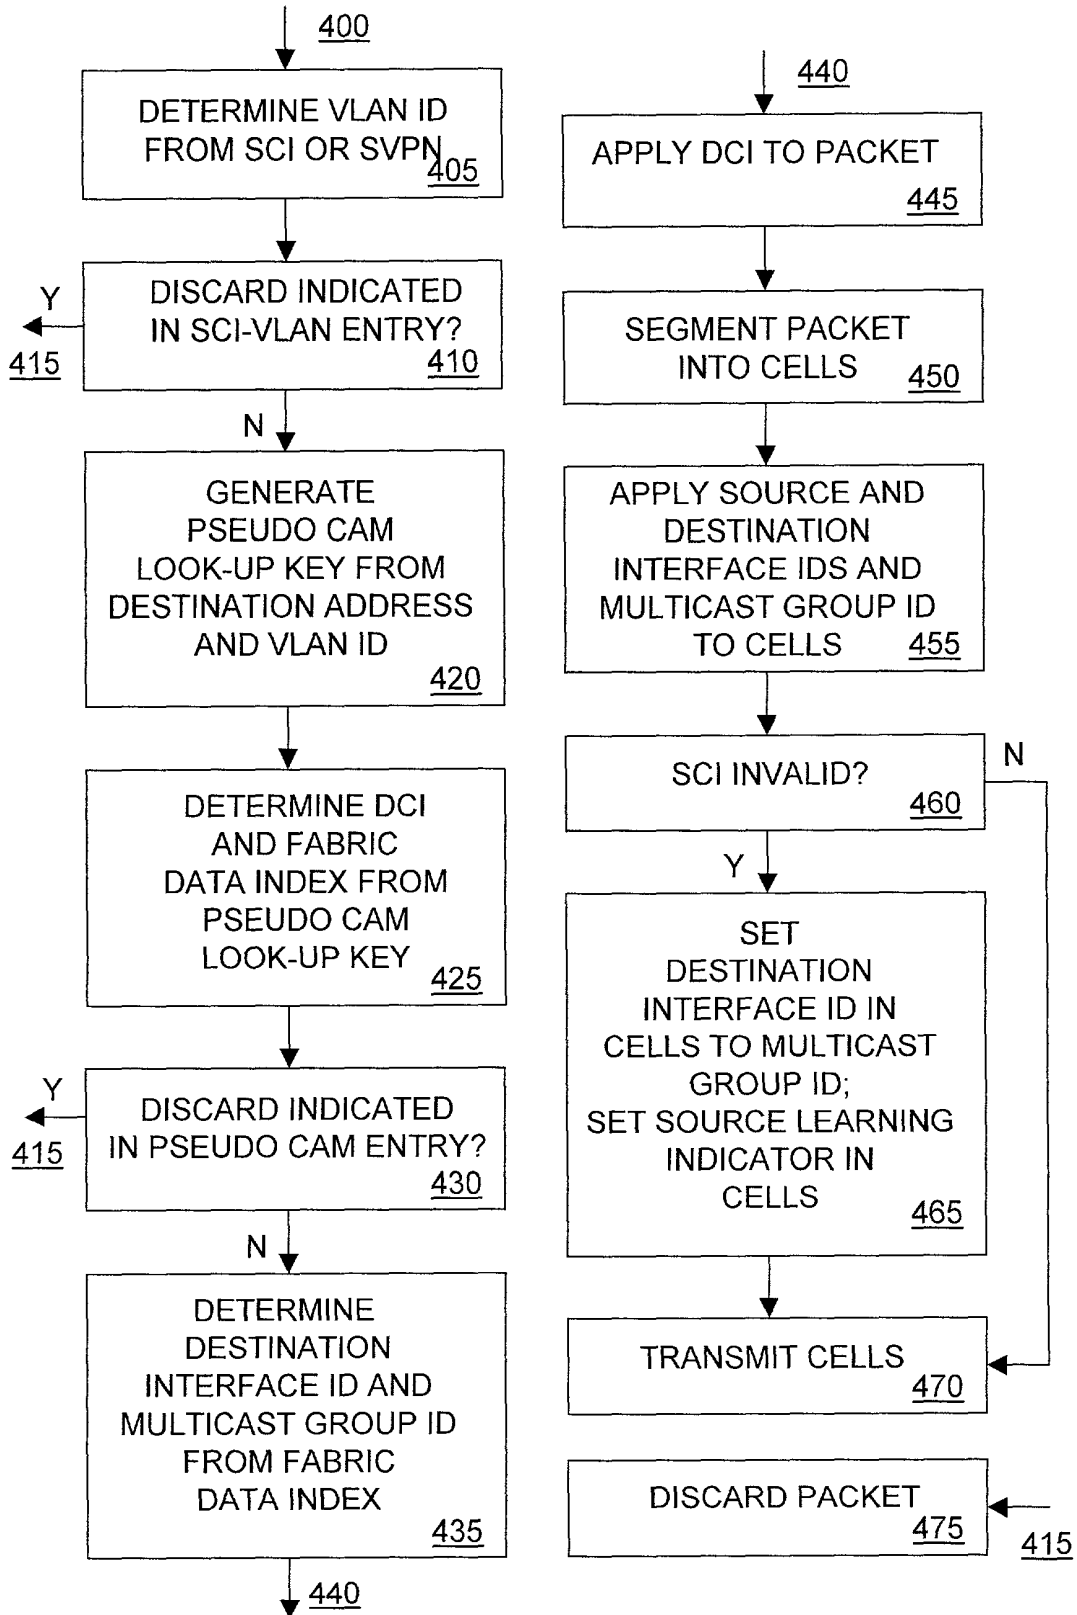 400
DETERMINE VLAN ID
FROM SCI OR SVPN
405
DISCARD INDICATED
IN SCI-VLAN ENTRY?
410
Y
415
N
GENERATE
PSEUDO CAM
LOOK-UP KEY FROM
DESTINATION ADDRESS
AND VLAN ID
420
DETERMINE DCI
AND FABRIC
DATA INDEX FROM
PSEUDO CAM
LOOK-UP KEY
425
DISCARD INDICATED
IN PSEUDO CAM ENTRY?
430
Y
415
N
DETERMINE
DESTINATION
INTERFACE ID AND
MULTICAST GROUP ID
FROM FABRIC
DATA INDEX
435
440
440
APPLY DCI TO PACKET
445
SEGMENT PACKET
INTO CELLS
450
APPLY SOURCE AND
DESTINATION
INTERFACE IDS AND
MULTICAST GROUP ID
TO CELLS
455
SCI INVALID?
460
N
Y
SET
DESTINATION
INTERFACE ID IN
CELLS TO MULTICAST
GROUP ID;
SET SOURCE LEARNING
INDICATOR IN
CELLS
465
TRANSMIT CELLS
470
DISCARD PACKET
475
415